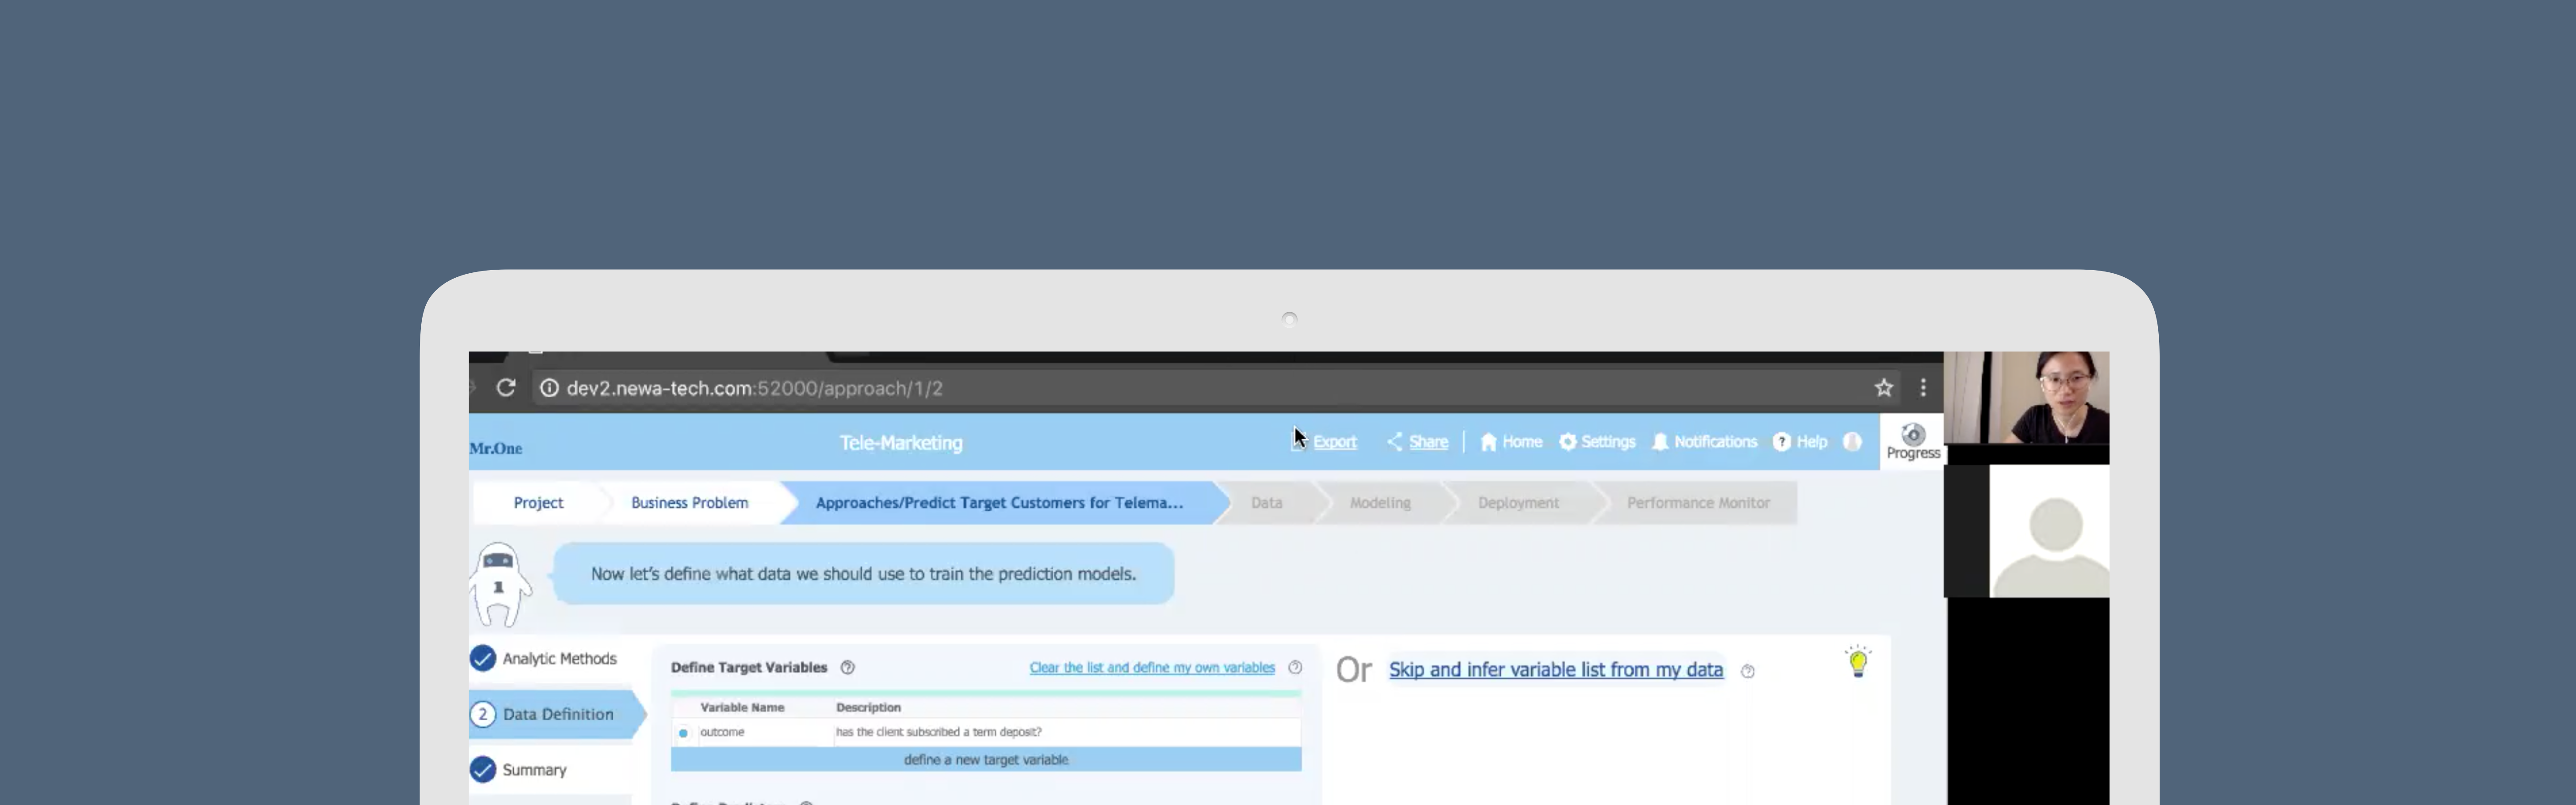 dev2.newa-tech.com:52000/approach/1/2
Mr.One
Tele-Marketing
Export
Share
Home
Settings
Notifications
? Help
Progress
Project
Business Problem
Approaches/Predict Target Customers for Telema...
Data
Modeling
Deployment
Performance Monitor
1
Now let's define what data we should use to train the prediction models.
Analytic Methods
2 Data Definition
Summary
Define Target Variables ?
Clear the list and define my own variables ?
Variable Name Description
outcome has the client subscribed a term deposit?
define a new target variable
Or Skip and infer variable list from my data ?